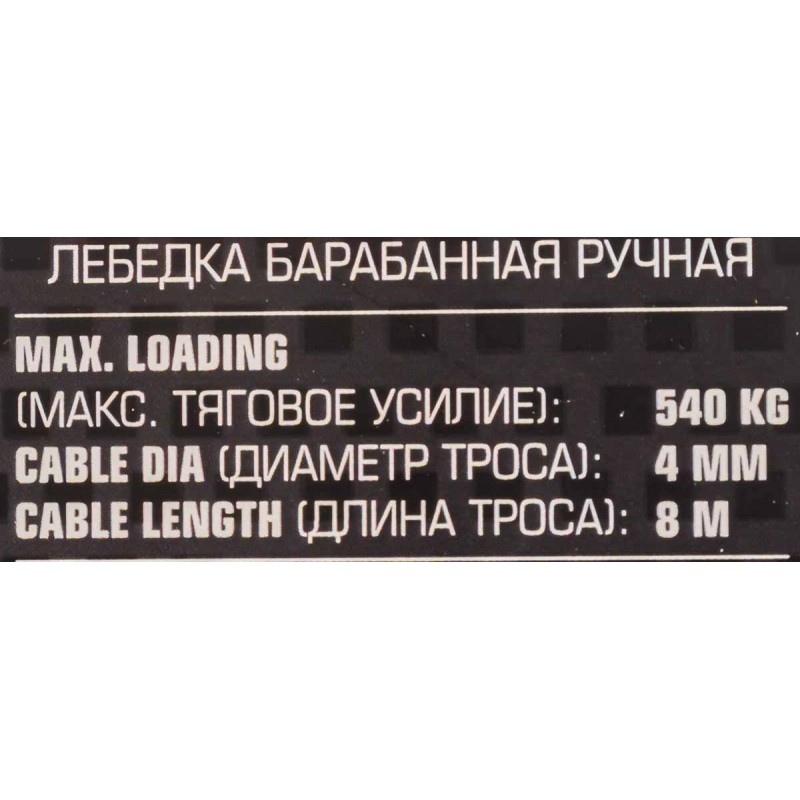 ЛЕБЕДКА БАРАБАННАЯ РУЧНАЯ
MAX. LOADING
(МАКС. ТЯГОВОЕ УСИЛИЕ): 540 KG
CABLE DIA (ДИАМЕТР ТРОСА): 4 MM
CABLE LENGTH (ДЛИНА ТРОСА): 8 M